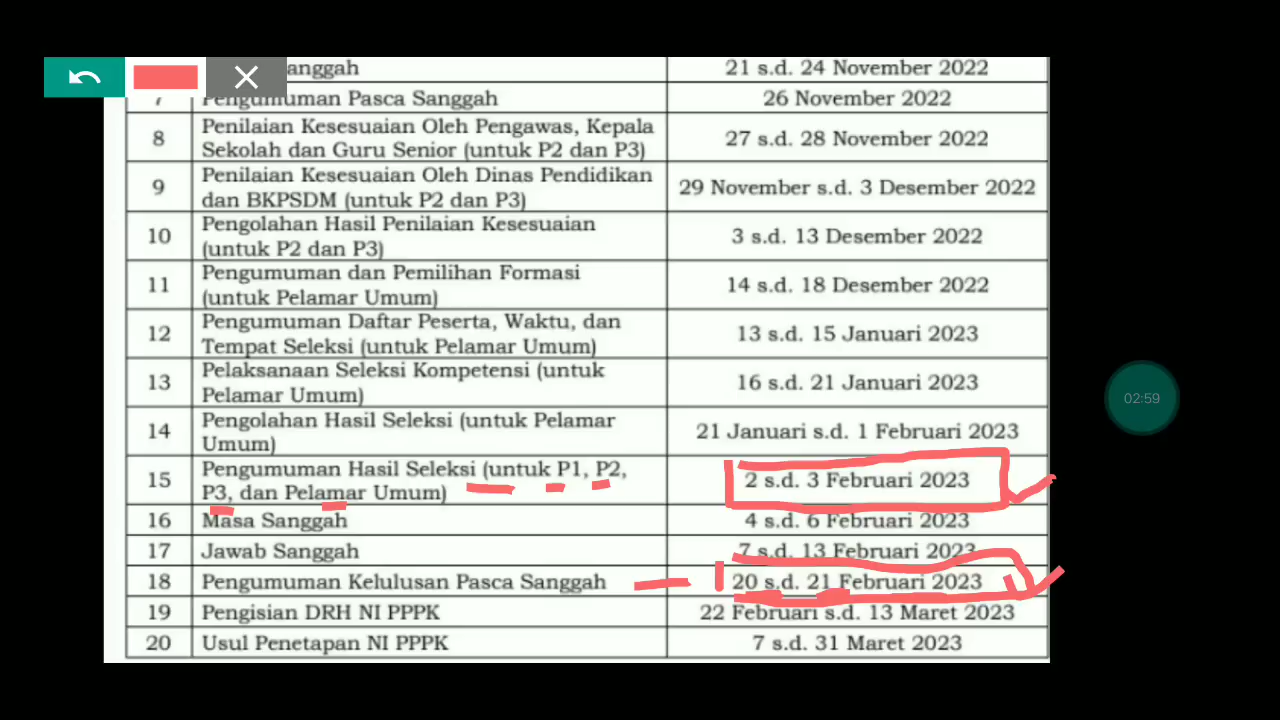 anggah 21 s.d. 24 November 2022
7 Pengumuman Pasca Sanggah 26 November 2022
8 Penilaian Kesesuaian Oleh Pengawas, Kepala Sekolah dan Guru Senior (untuk P2 dan P3) 27 s.d. 28 November 2022
9 Penilaian Kesesuaian Oleh Dinas Pendidikan dan BKPSDM (untuk P2 dan P3) 29 November s.d. 3 Desember 2022
10 Pengolahan Hasil Penilaian Kesesuaian (untuk P2 dan P3) 3 s.d. 13 Desember 2022
11 Pengumuman dan Pemilihan Formasi (untuk Pelamar Umum) 14 s.d. 18 Desember 2022
12 Pengumuman Daftar Peserta, Waktu, dan Tempat Seleksi (untuk Pelamar Umum) 13 s.d. 15 Januari 2023
13 Pelaksanaan Seleksi Kompetensi (untuk Pelamar Umum) 16 s.d. 21 Januari 2023
14 Pengolahan Hasil Seleksi (untuk Pelamar Umum) 21 Januari s.d. 1 Februari 2023
15 Pengumuman Hasil Seleksi (untuk P1, P2, P3, dan Pelamar Umum) 2 s.d. 3 Februari 2023
16 Masa Sanggah 4 s.d. 6 Februari 2023
17 Jawab Sanggah 7 s.d. 13 Februari 2023
18 Pengumuman Kelulusan Pasca Sanggah 20 s.d. 21 Februari 2023
19 Pengisian DRH NI PPPK 22 Februari s.d. 13 Maret 2023
20 Usul Penetapan NI PPPK 7 s.d. 31 Maret 2023
02:59